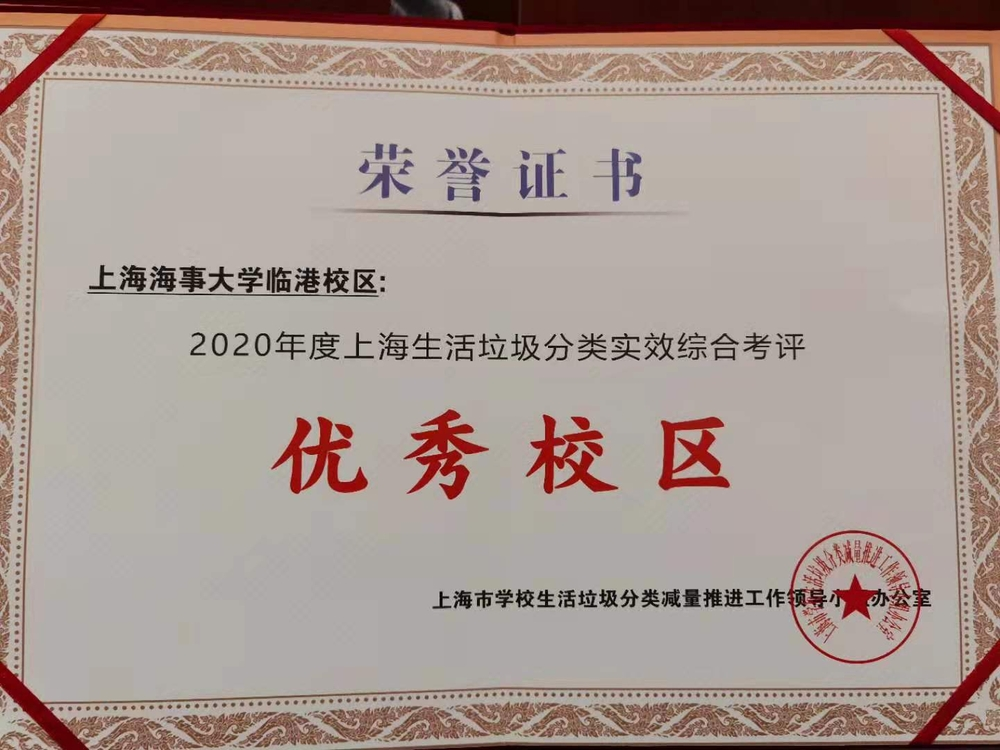 荣誉证书
上海海事大学临港校区:
2020年度上海生活垃圾分类实效综合考评
优秀校区
上海市学校生活垃圾分类减量推进工作领导小组办公室